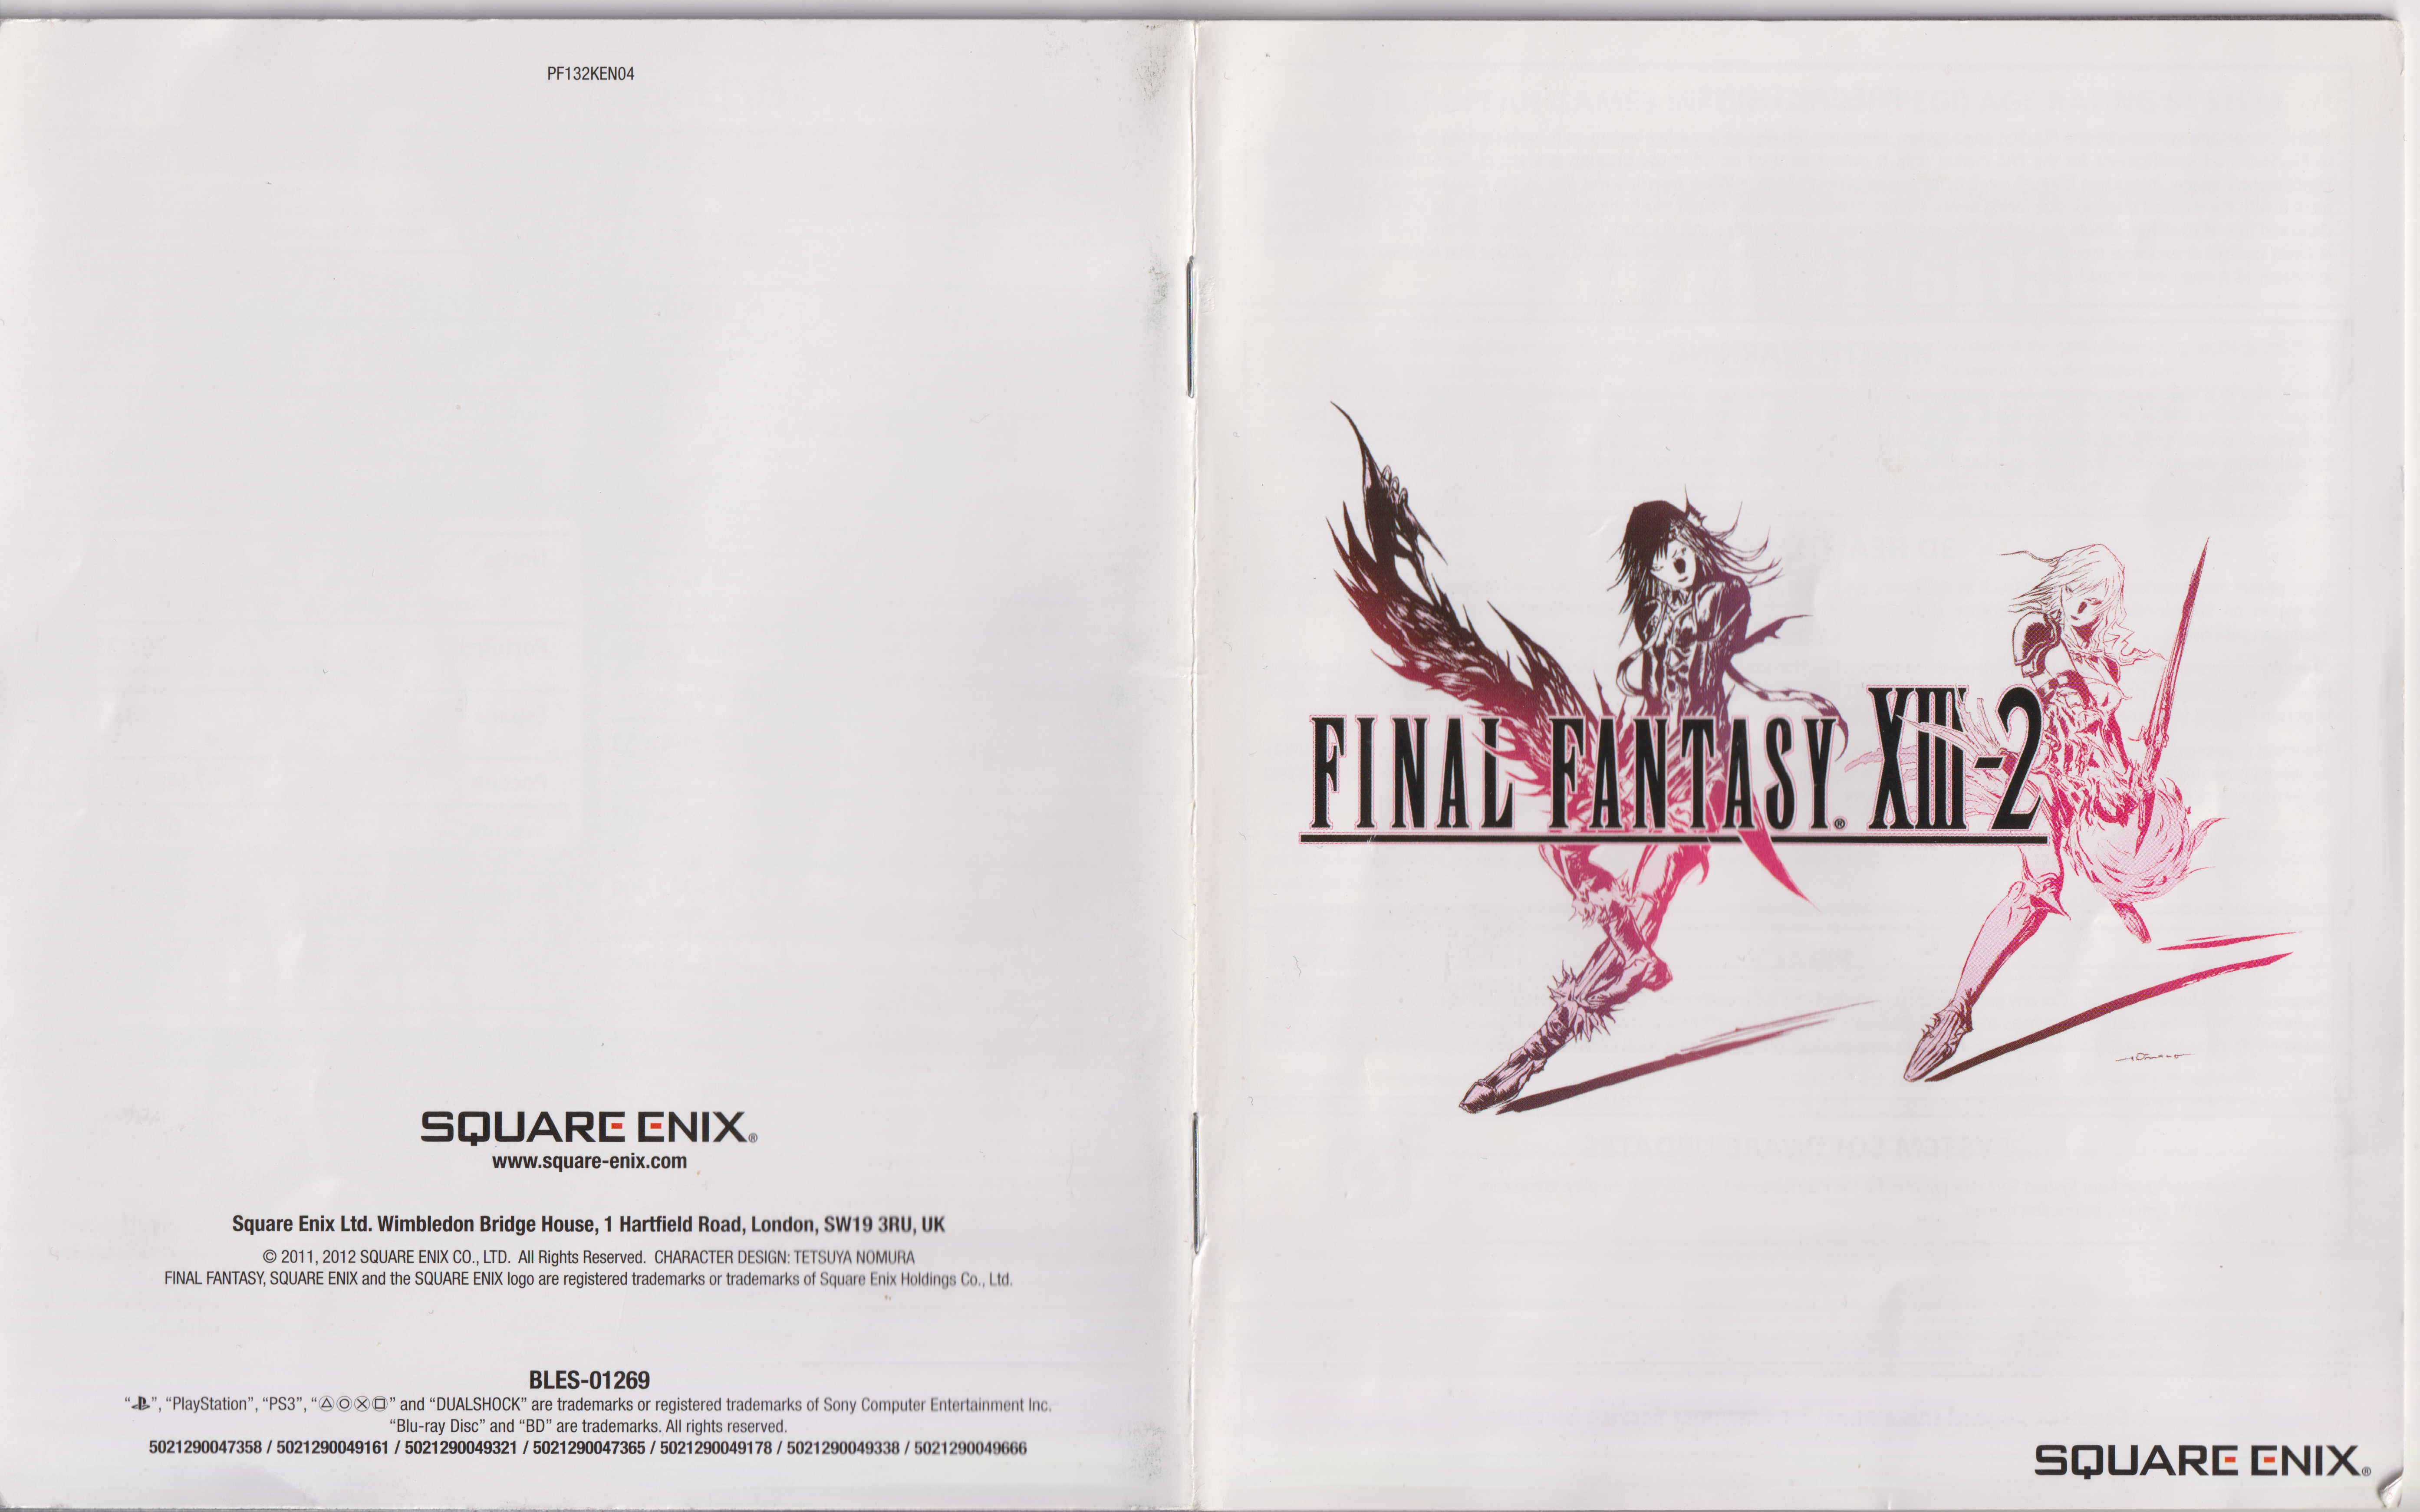 PF132KEN04
SQUARE ENIX®
www.square-enix.com
Square Enix Ltd. Wimbledon Bridge House, 1 Hartfield Road, London, SW19 3RU, UK
© 2011, 2012 SQUARE ENIX CO., LTD. All Rights Reserved. CHARACTER DESIGN: TETSUYA NOMURA
FINAL FANTASY, SQUARE ENIX and the SQUARE ENIX logo are registered trademarks or trademarks of Square Enix Holdings Co., Ltd.
BLES-01269
“ ”, “PlayStation”, “PS3”, “△○✕□” and “DUALSHOCK” are trademarks or registered trademarks of Sony Computer Entertainment Inc.
“Blu-ray Disc” and “BD” are trademarks. All rights reserved.
5021290047358 / 5021290049161 / 5021290049321 / 5021290047365 / 5021290049178 / 5021290049338 / 5021290049666
FINAL FANTASY® XIII-2
SQUARE ENIX®